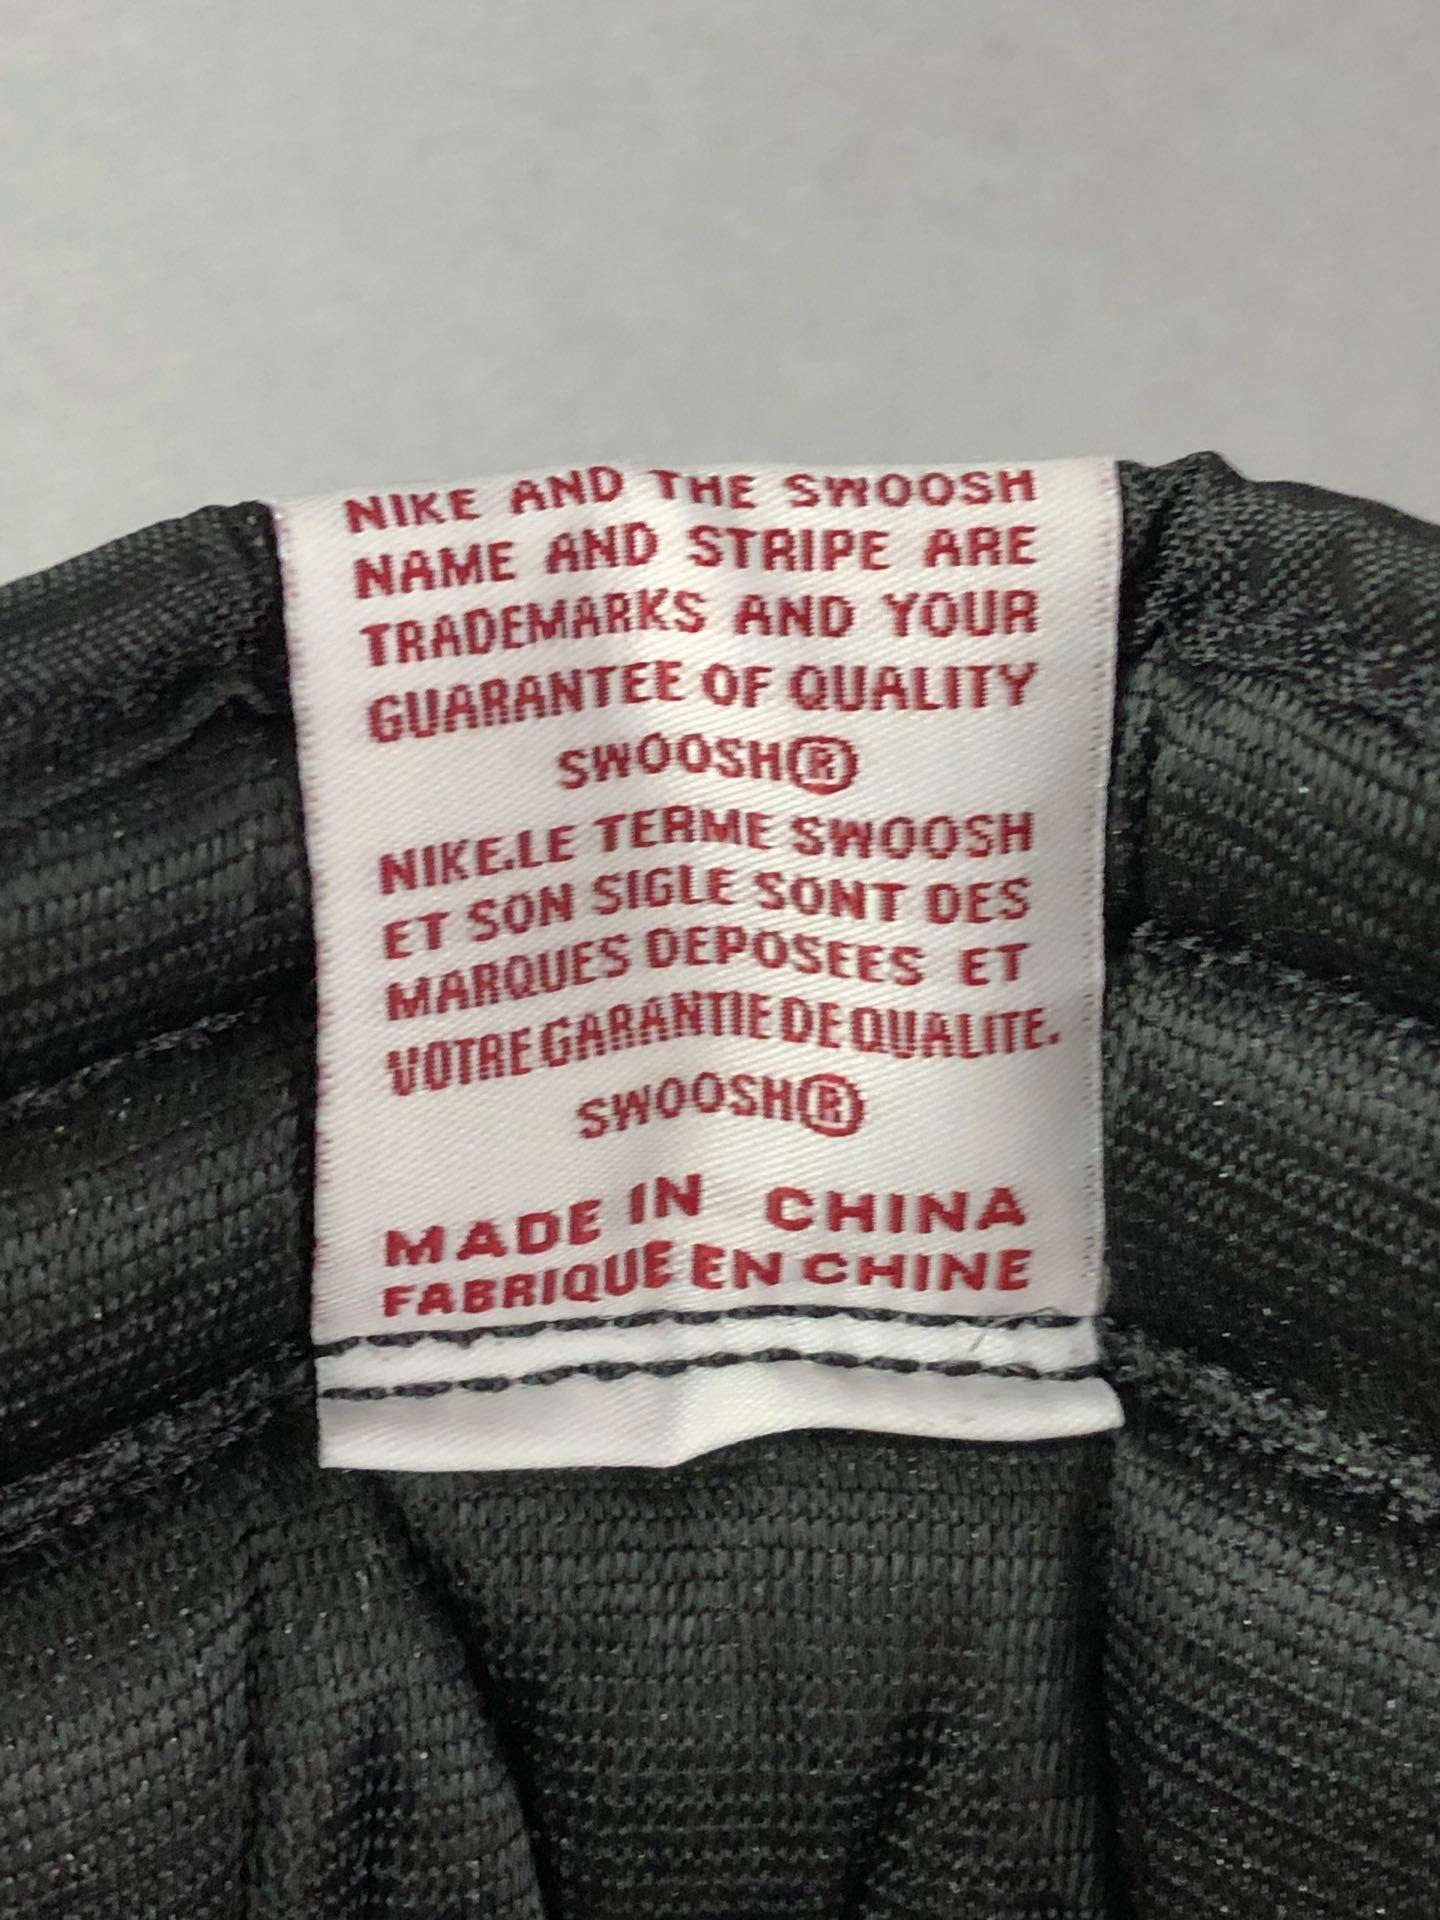 NIKE AND THE SWOOSH
NAME AND STRIPE ARE
TRADEMARKS AND YOUR
GUARANTEE OF QUALITY
SWOOSH®
NIKE.LE TERME SWOOSH
ET SON SIGLE SONT DES
MARQUES DEPOSEES ET
VOTRE GARANTIE DE QUALITE.
SWOOSH®
MADE IN CHINA
FABRIQUE EN CHINE